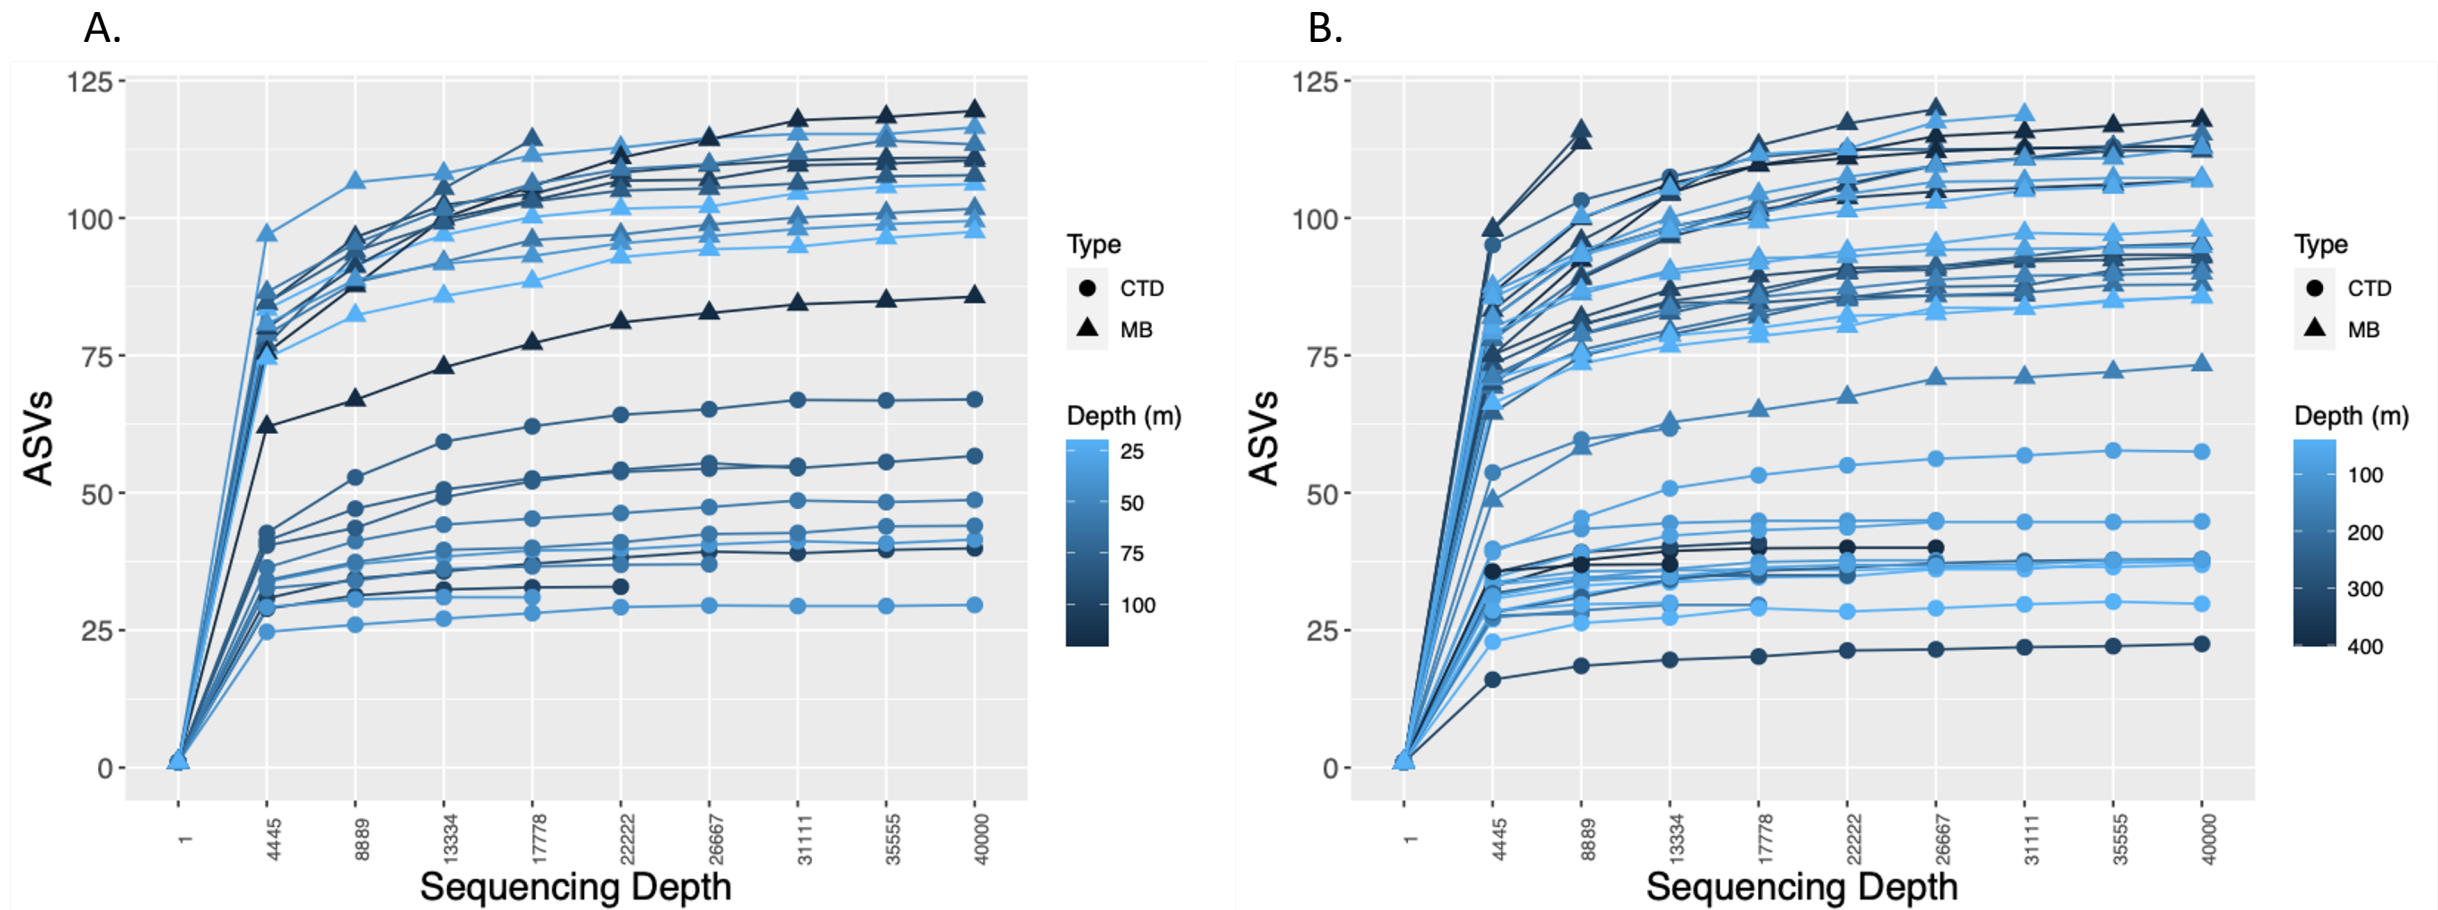 A.
B.
125
100
75
50
25
0
ASVs
1
4445
8889
13334
17778
22222
26667
31111
35555
40000
Sequencing Depth
Type
CTD
MB
Depth (m)
25
50
75
100
125
100
75
50
25
0
ASVs
1
4445
8889
13334
17778
22222
26667
31111
35555
40000
Sequencing Depth
Type
CTD
MB
Depth (m)
100
200
300
400